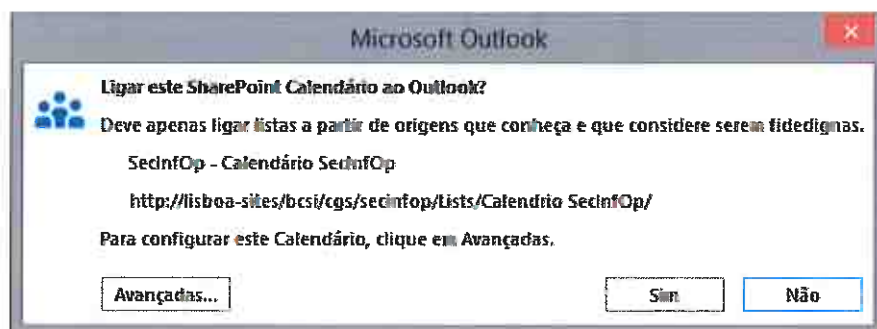 Microsoft Outlook
Ligar este SharePoint Calendário ao Outlook?
Deve apenas ligar listas a partir de origens que conheça e que considere serem fidedignas.
SecInfOp - Calendário SecInfOp
http://lisboa-sites/bcsi/cgs/secinfop/Lists/Calendrio SecInfOp/
Para configurar este Calendário, clique em Avançadas.
Avançadas... Sim Não